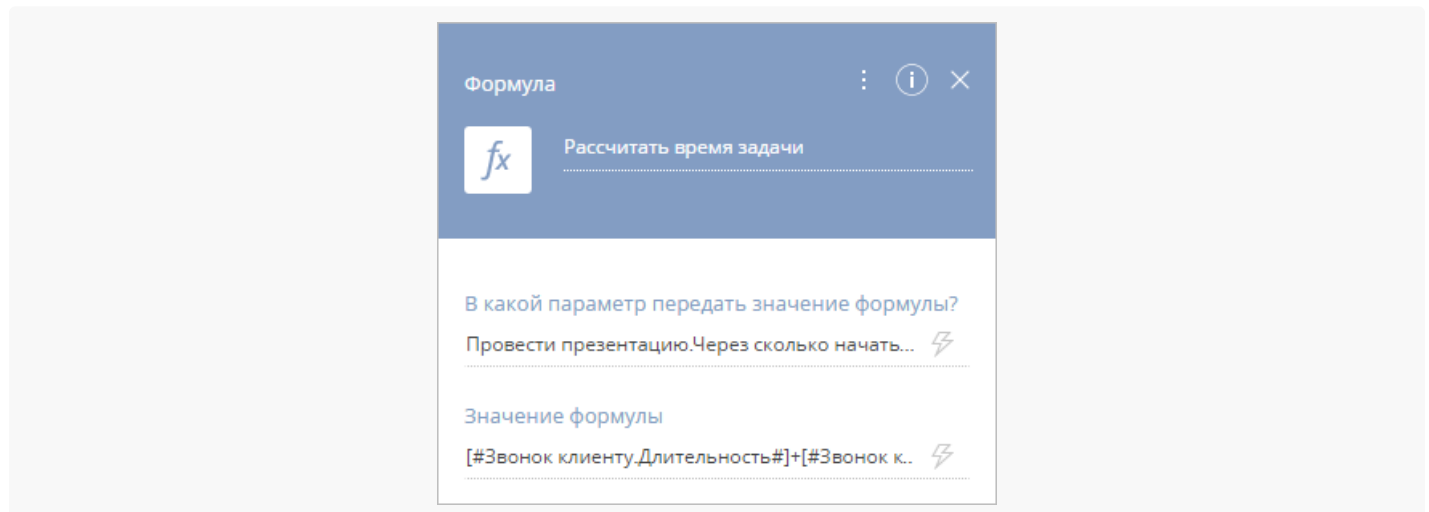 Формула
fx
Рассчитать время задачи
В какой параметр передать значение формулы?
Провести презентацию.Через сколько начать...
Значение формулы
[#Звонок клиенту.Длительность#]+[#Звонок к..